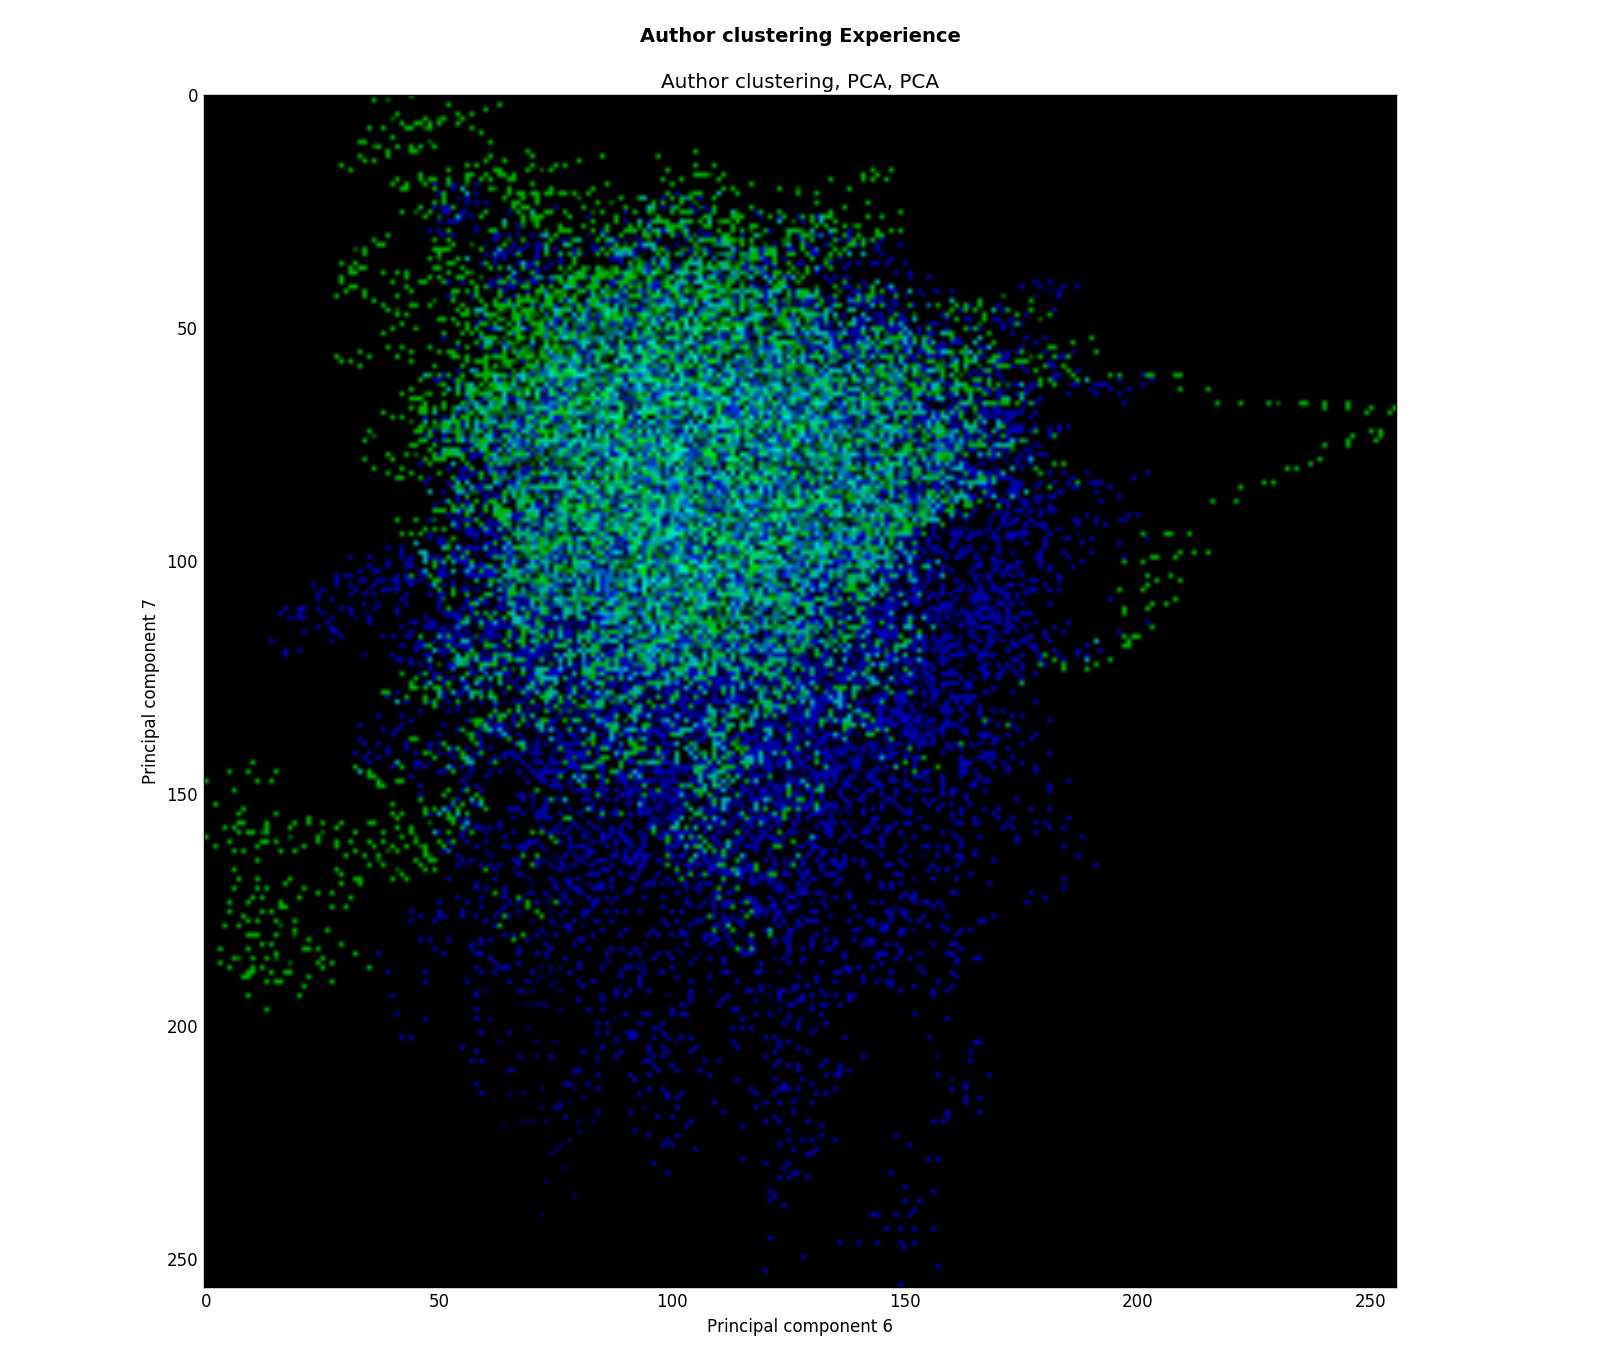 Author clustering Experience
Author clustering, PCA, PCA
0
50
100
150
200
250
Principal component 7
0 50 100 150 200 250
Principal component 6